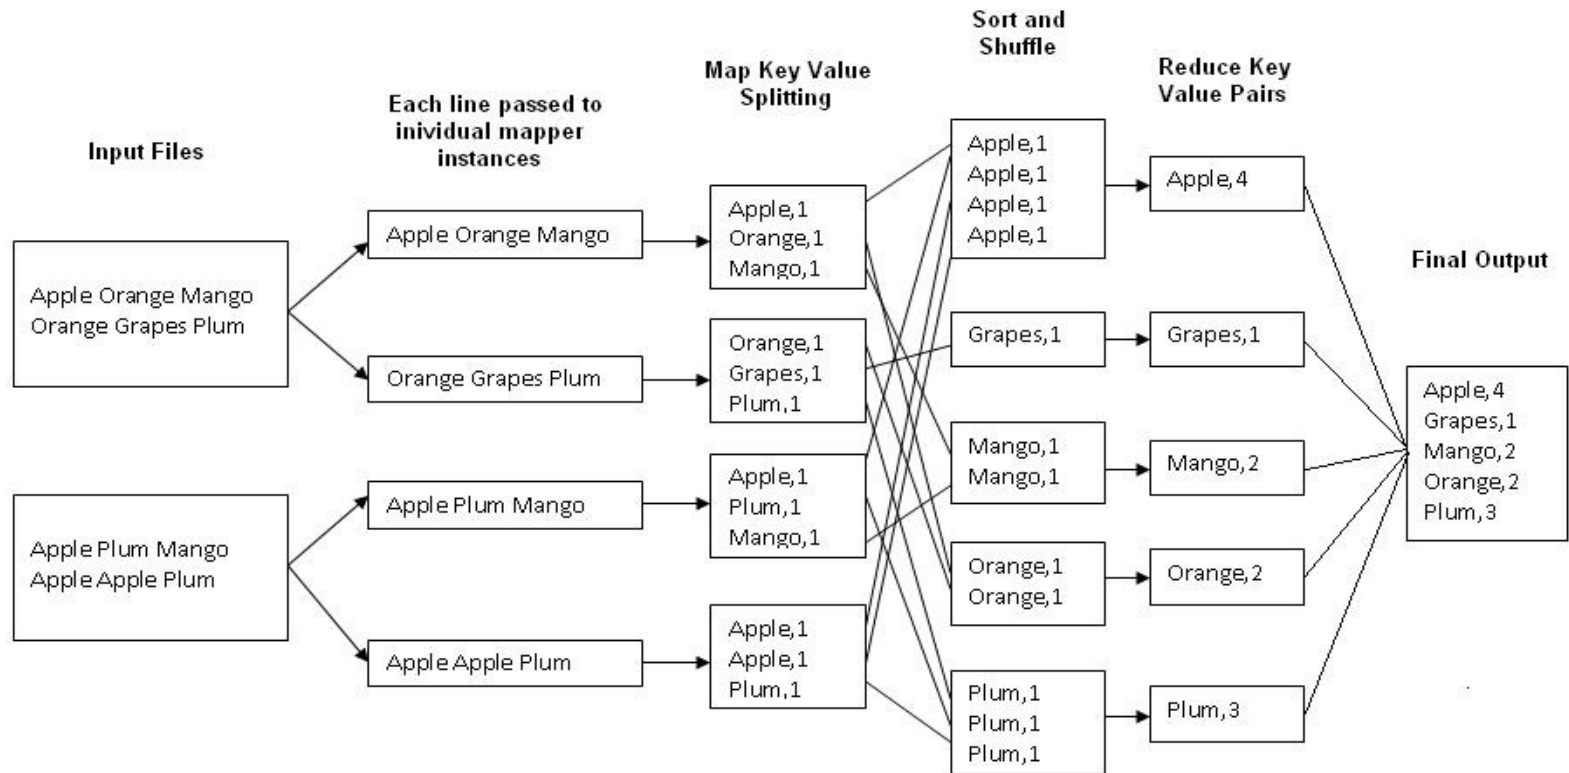 Input Files
Apple Orange Mango
Orange Grapes Plum
Apple Plum Mango
Apple Apple Plum
Each line passed to
inividual mapper
instances
Apple Orange Mango
Orange Grapes Plum
Apple Plum Mango
Apple Apple Plum
Map Key Value
Splitting
Apple,1
Orange,1
Mango,1
Orange,1
Grapes,1
Plum,1
Apple,1
Plum,1
Mango,1
Apple,1
Apple,1
Plum,1
Sort and
Shuffle
Apple,1
Apple,1
Apple,1
Apple,1
Grapes,1
Mango,1
Mango,1
Orange,1
Orange,1
Plum,1
Plum,1
Plum,1
Reduce Key
Value Pairs
Apple,4
Grapes,1
Mango,2
Orange,2
Plum,3
Final Output
Apple,4
Grapes,1
Mango,2
Orange,2
Plum,3